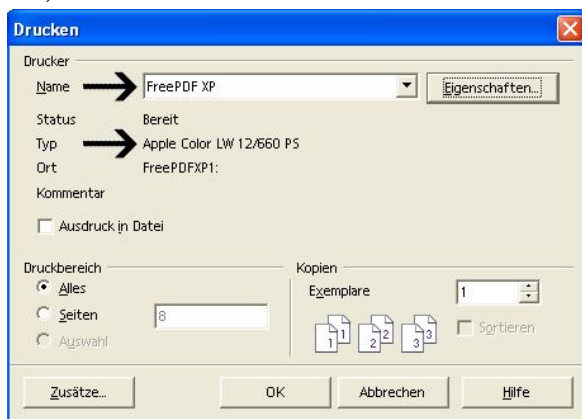 Drucken
Drucker
Name FreePDF XP Eigenschaften...
Status Bereit
Typ Apple Color LW 12/660 PS
Ort FreePDFXP1:
Kommentar
Ausdruck in Datei
Druckbereich
Alles
Seiten 8
Auswahl
Kopien
Exemplare 1
1 1 2 2 3 3
Sortieren
Zusätze... OK Abbrechen Hilfe